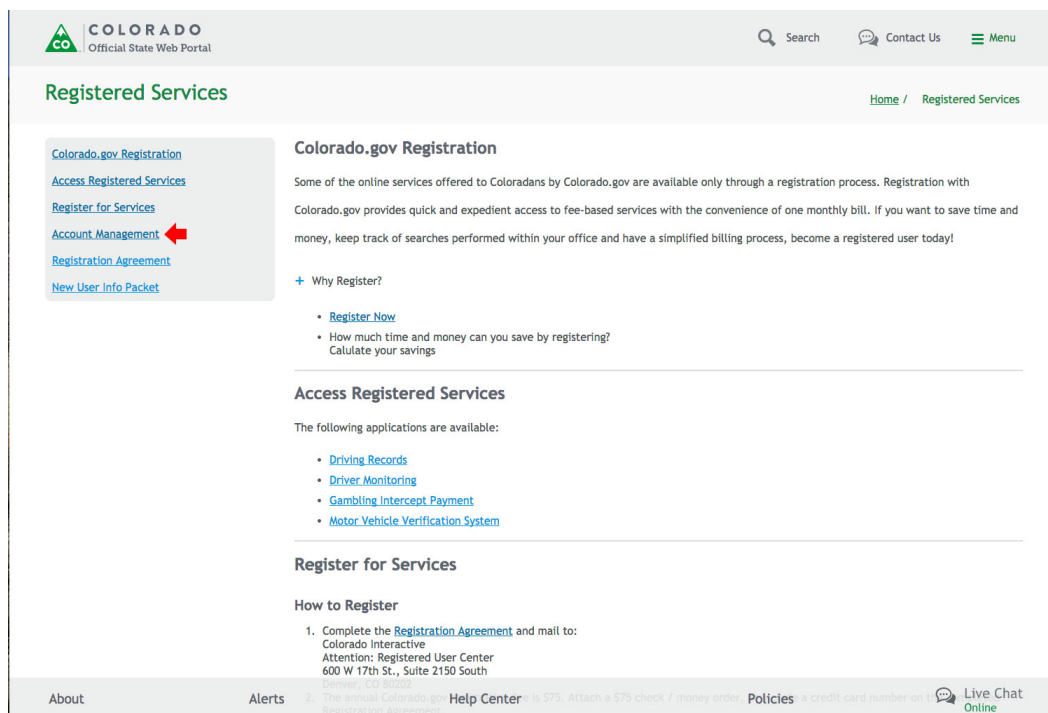 COLORADO
Official State Web Portal
CO
Search
Contact Us
Menu
Registered Services
Home / Registered Services
Colorado.gov Registration
Access Registered Services
Register for Services
Account Management
Registration Agreement
New User Info Packet
Colorado.gov Registration
Some of the online services offered to Coloradans by Colorado.gov are available only through a registration process. Registration with
Colorado.gov provides quick and expedient access to fee-based services with the convenience of one monthly bill. If you want to save time and
money, keep track of searches performed within your office and have a simplified billing process, become a registered user today!
+ Why Register?
• Register Now
• How much time and money can you save by registering?
Calulate your savings
Access Registered Services
The following applications are available:
• Driving Records
• Driver Monitoring
• Gambling Intercept Payment
• Motor Vehicle Verification System
Register for Services
How to Register
1. Complete the Registration Agreement and mail to:
Colorado Interactive
Attention: Registered User Center
600 W 17th St., Suite 2150 South
Denver, CO 80202
2. The annual Colorado.gov is $75. Attach a $75 check / money order, a credit card number on
Registration Agreement
About
Alerts
Help Center
Policies
Live Chat
Online